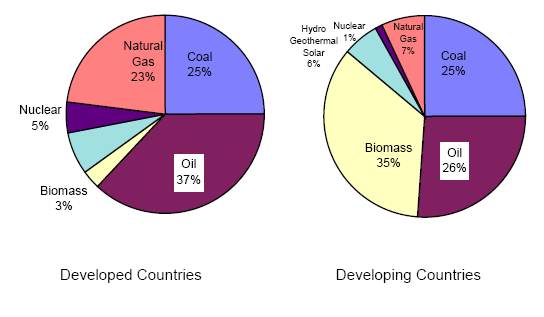 Natural
Gas
23%
Coal
25%
Nuclear
5%
Oil
37%
Biomass
3%
Developed Countries
Hydro
Geothermal
Solar
6%
Nuclear
1%
Natural
Gas
7%
Coal
25%
Biomass
35%
Oil
26%
Developing Countries